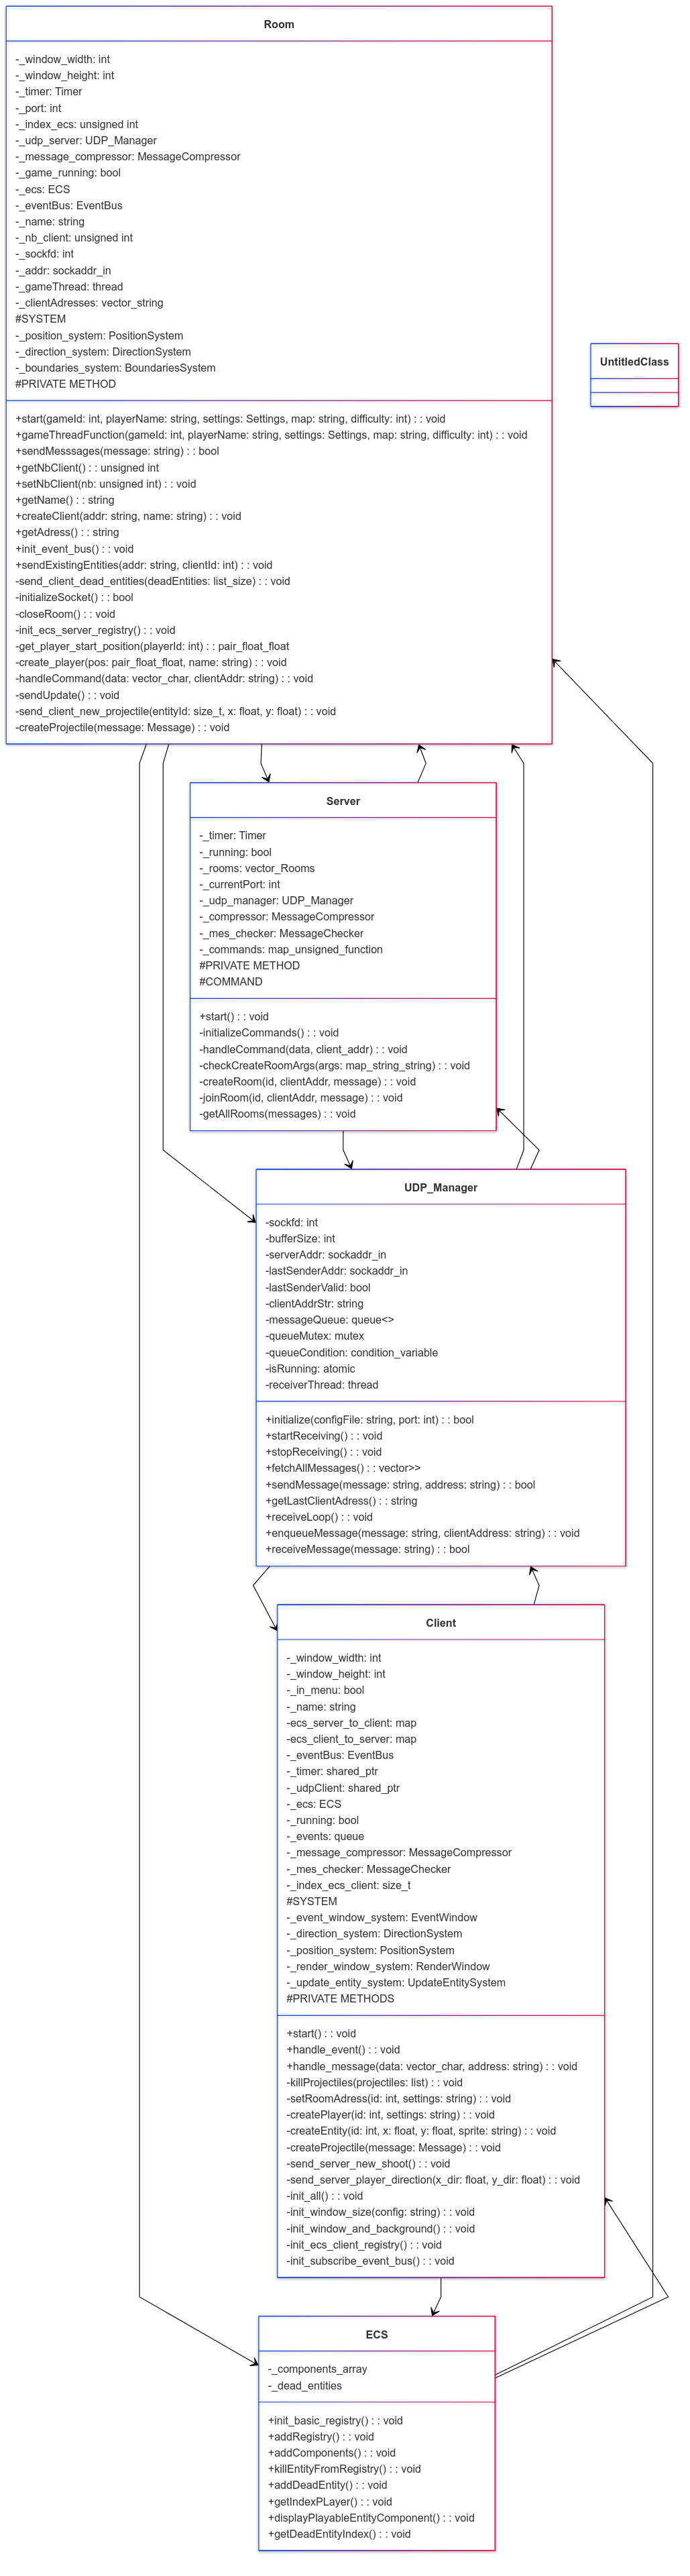 Room
-_window_width: int
-_window_height: int
-_timer: Timer
-_port: int
-_index_ecs: unsigned int
-_udp_server: UDP_Manager
-_message_compressor: MessageCompressor
-_game_running: bool
-_ecs: ECS
-_eventBus: EventBus
-_name: string
-_nb_client: unsigned int
-_sockfd: int
-_addr: sockaddr_in
-_gameThread: thread
-_clientAdresses: vector_string
#SYSTEM
-_position_system: PositionSystem
-_direction_system: DirectionSystem
-_boundaries_system: BoundariesSystem
#PRIVATE METHOD
+start(gameId: int, playerName: string, settings: Settings, map: string, difficulty: int) : : void
+gameThreadFunction(gameId: int, playerName: string, settings: Settings, map: string, difficulty: int) : : void
+sendMesssages(message: string) : : bool
+getNbClient() : : unsigned int
+setNbClient(nb: unsigned int) : : void
+getName() : : string
+createClient(addr: string, name: string) : : void
+getAdress() : : string
+init_event_bus() : : void
+sendExistingEntities(addr: string, clientId: int) : : void
-send_client_dead_entities(deadEntities: list_size) : : void
-initializeSocket() : : bool
-closeRoom() : : void
-init_ecs_server_registry() : : void
-get_player_start_position(playerId: int) : : pair_float_float
-create_player(pos: pair_float_float, name: string) : : void
-handleCommand(data: vector_char, clientAddr: string) : : void
-sendUpdate() : : void
-send_client_new_projectile(entityId: size_t, x: float, y: float) : : void
-createProjectile(message: Message) : : void
UntitledClass
Server
-_timer: Timer
-_running: bool
-_rooms: vector_Rooms
-_currentPort: int
-_udp_manager: UDP_Manager
-_compressor: MessageCompressor
-_mes_checker: MessageChecker
-_commands: map_unsigned_function
#PRIVATE METHOD
#COMMAND
+start() : : void
-initializeCommands() : : void
-handleCommand(data, client_addr) : : void
-checkCreateRoomArgs(args: map_string_string) : : void
-createRoom(id, clientAddr, message) : : void
-joinRoom(id, clientAddr, message) : : void
-getAllRooms(messages) : : void
UDP_Manager
-sockfd: int
-bufferSize: int
-serverAddr: sockaddr_in
-lastSenderAddr: sockaddr_in
-lastSenderValid: bool
-clientAddrStr: string
-messageQueue: queue<>
-queueMutex: mutex
-queueCondition: condition_variable
-isRunning: atomic
-receiverThread: thread
+initialize(configFile: string, port: int) : : bool
+startReceiving() : : void
+stopReceiving() : : void
+fetchAllMessages() : : vector>>
+sendMessage(message: string, address: string) : : bool
+getLastClientAdress() : : string
+receiveLoop() : : void
+enqueueMessage(message: string, clientAddress: string) : : void
+receiveMessage(message: string) : : bool
Client
-_window_width: int
-_window_height: int
-_in_menu: bool
-_name: string
-ecs_server_to_client: map
-ecs_client_to_server: map
-_eventBus: EventBus
-_timer: shared_ptr
-_udpClient: shared_ptr
-_ecs: ECS
-_running: bool
-_events: queue
-_message_compressor: MessageCompressor
-_mes_checker: MessageChecker
-_index_ecs_client: size_t
#SYSTEM
-_event_window_system: EventWindow
-_direction_system: DirectionSystem
-_position_system: PositionSystem
-_render_window_system: RenderWindow
-_update_entity_system: UpdateEntitySystem
#PRIVATE METHODS
+start() : : void
+handle_event() : : void
+handle_message(data: vector_char, address: string) : : void
-killProjectiles(projectiles: list) : : void
-setRoomAdress(id: int, settings: string) : : void
-createPlayer(id: int, settings: string) : : void
-createEntity(id: int, x: float, y: float, sprite: string) : : void
-createProjectile(message: Message) : : void
-send_server_new_shoot() : : void
-send_server_player_direction(x_dir: float, y_dir: float) : : void
-init_all() : : void
-init_window_size(config: string) : : void
-init_window_and_background() : : void
-init_ecs_client_registry() : : void
-init_subscribe_event_bus() : : void
ECS
-_components_array
-_dead_entities
+init_basic_registry() : : void
+addRegistry() : : void
+addComponents() : : void
+killEntityFromRegistry() : : void
+addDeadEntity() : : void
+getIndexPLayer() : : void
+displayPlayableEntityComponent() : : void
+getDeadEntityIndex() : : void